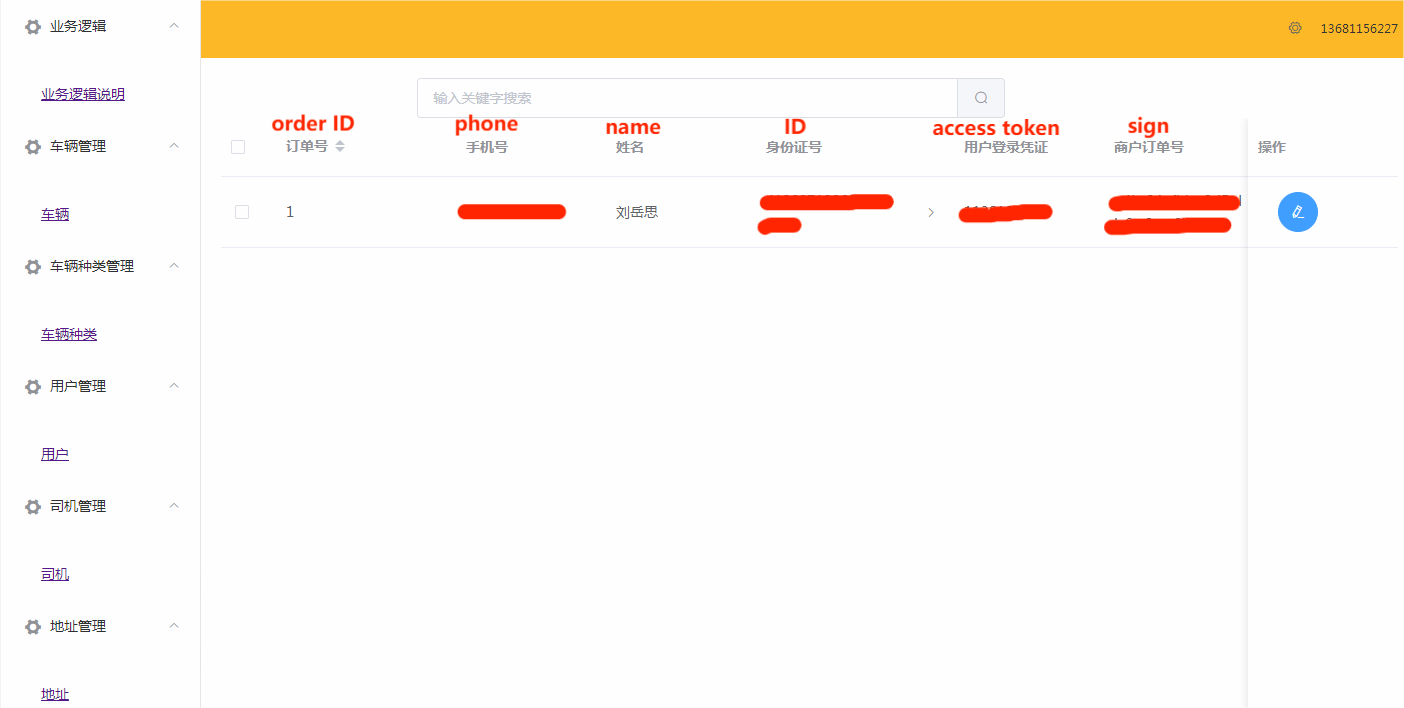 业务逻辑
13681156227
业务逻辑说明
输入关键字搜索
order ID phone name ID access token sign
车辆管理
订单号 手机号 姓名 身份证号 用户登录凭证 商户订单号 操作
车辆
1 刘岳思
车辆种类管理
车辆种类
用户管理
用户
司机管理
司机
地址管理
地址